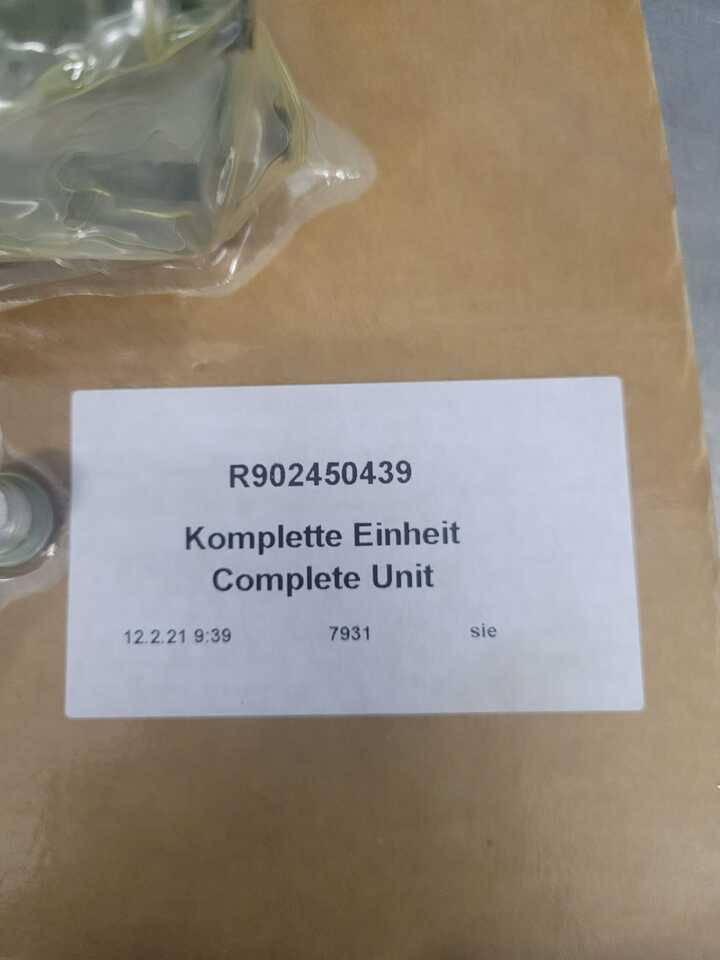 R902450439
Komplette Einheit
Complete Unit
12.2.21 9:39 7931 sie